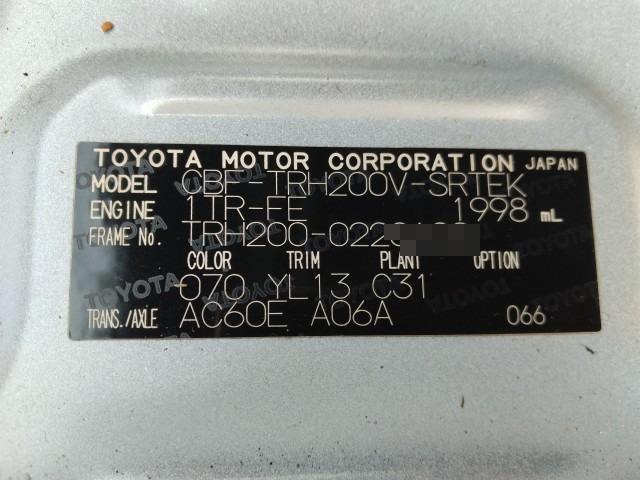 TOYOTA MOTOR CORPORATION JAPAN
MODEL CBF-TRH200V-SRTEK
ENGINE 1TR-FE 1998 mL
FRAME No. TRH200-022
COLOR TRIM PLANT OPTION
070 YL13 C31
TRANS./AXLE AC60E A06A 066